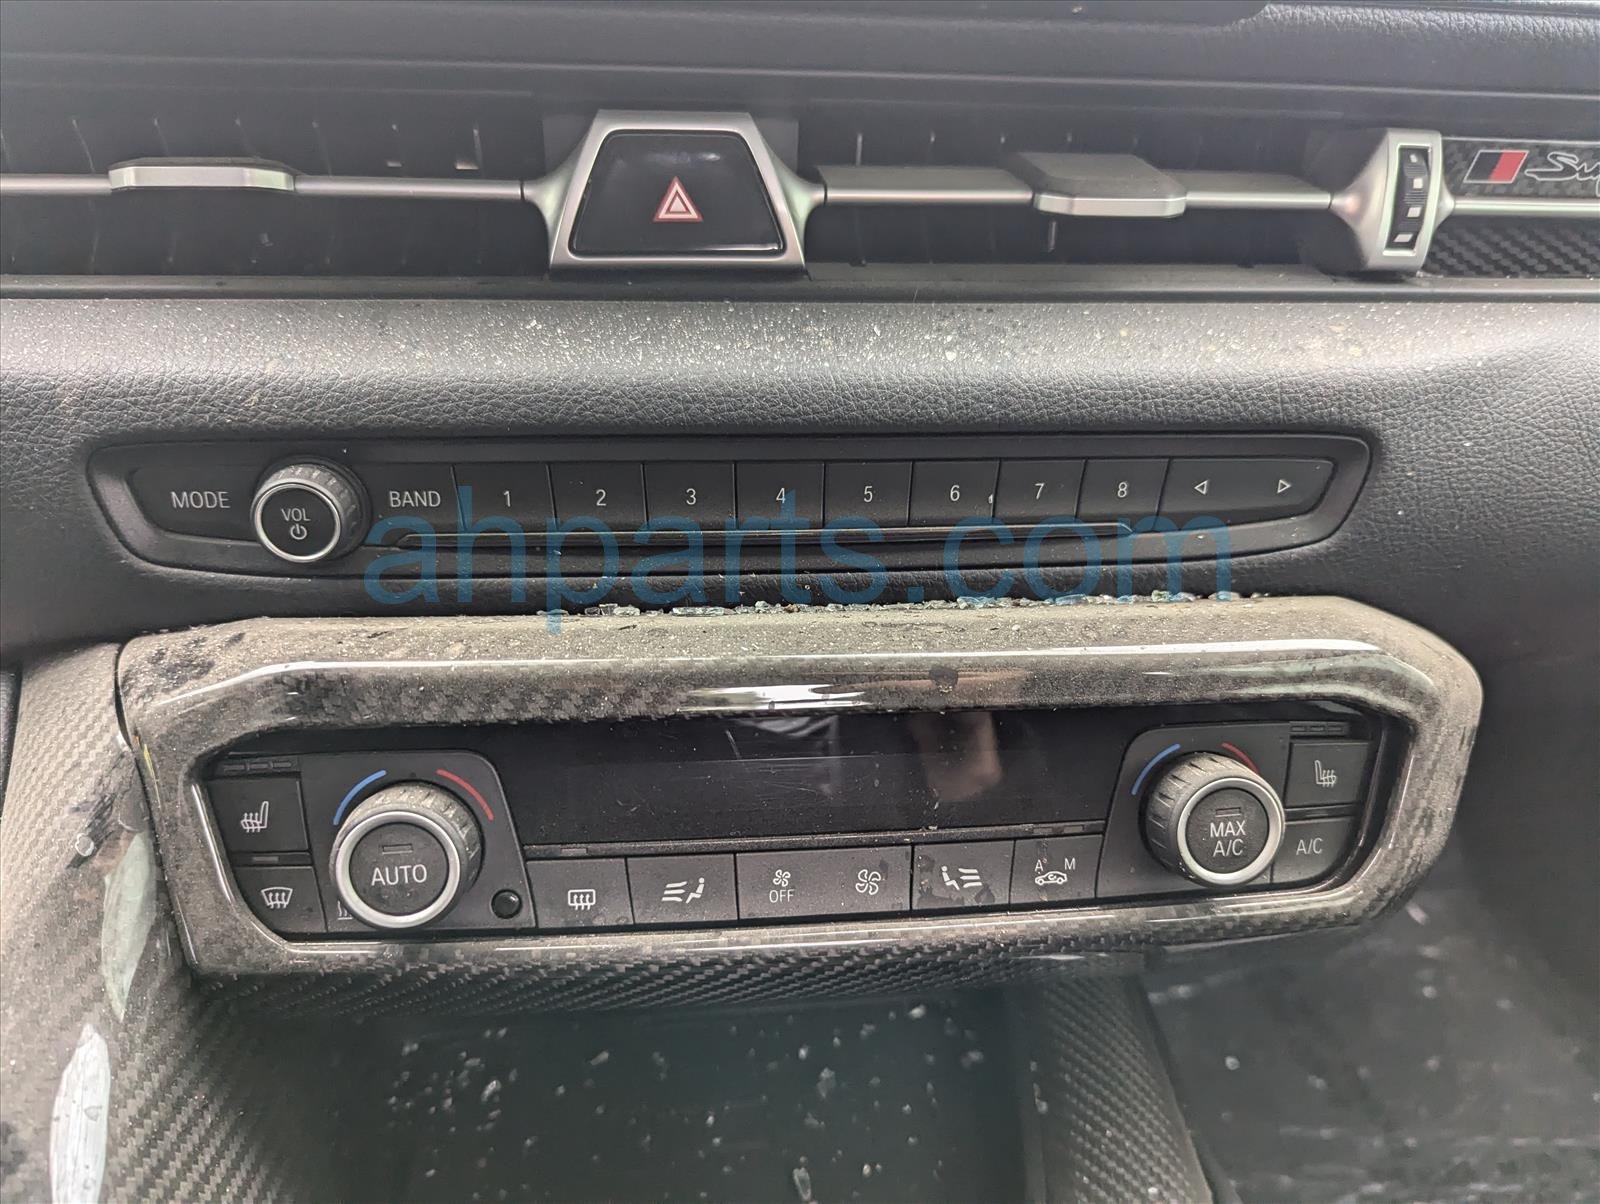 MODE
VOL
BAND
1
2
3
4
5
6
7
8
ahparts.com
AUTO
OFF
A
M
MAX
A/C
A/C